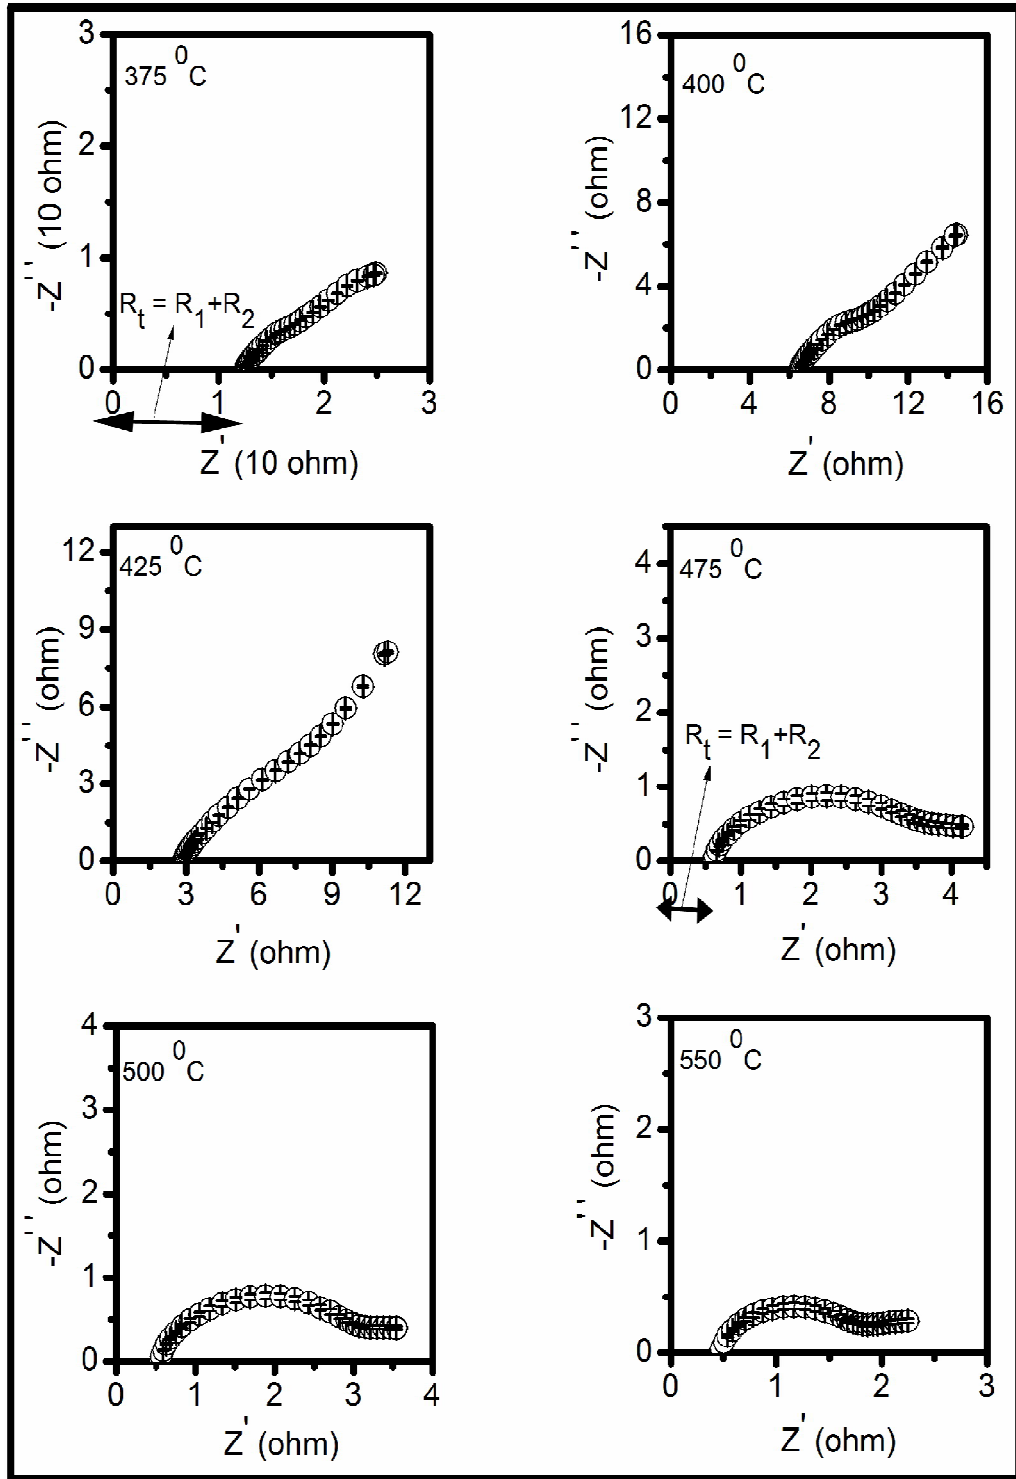 375 ⁰C
3
2
1
0
-Z'' (10 ohm)
Rt = R1+R2
0 1 2 3
Z' (10 ohm)
400 ⁰C
16
12
8
4
0
-Z'' (ohm)
0 4 8 12 16
Z' (ohm)
425 ⁰C
12
9
6
3
0
-Z'' (ohm)
0 3 6 9 12
Z' (ohm)
475 ⁰C
4
3
2
1
0
-Z'' (ohm)
Rt = R1+R2
0 1 2 3 4
Z' (ohm)
500 ⁰C
4
3
2
1
0
-Z'' (ohm)
0 1 2 3 4
Z' (ohm)
550 ⁰C
3
2
1
0
-Z'' (ohm)
0 1 2 3
Z' (ohm)